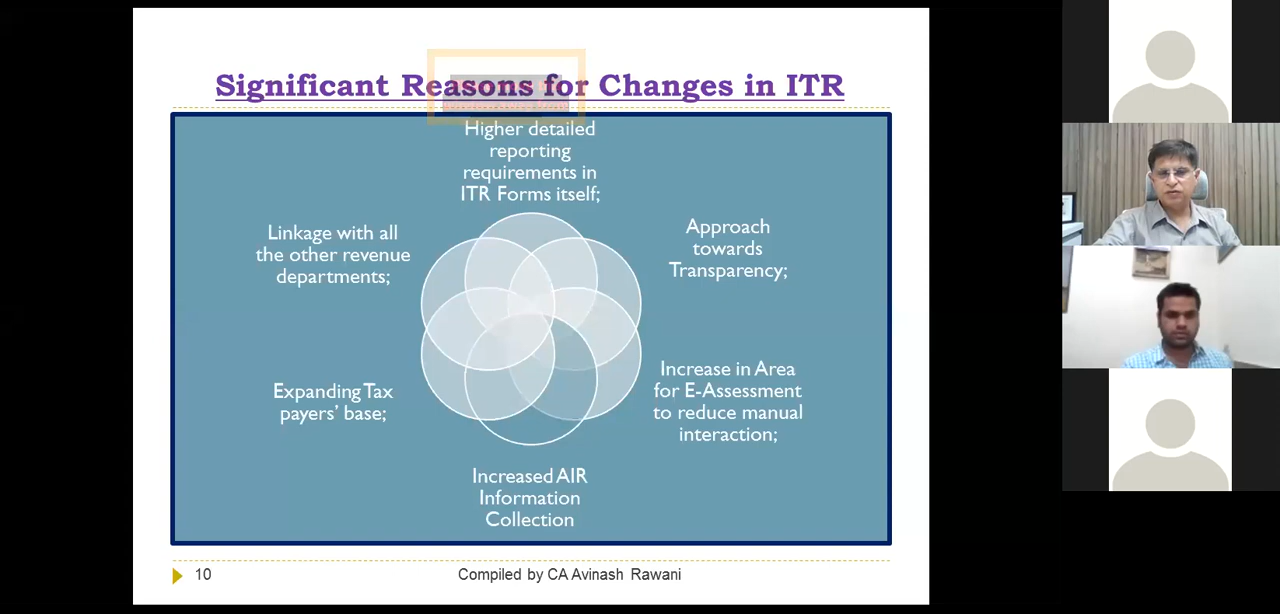 Significant Reasons for Changes in ITR
Higher detailed
reporting
requirements in
ITR Forms itself;
Approach
towards
Transparency;
Increase in Area
for E-Assessment
to reduce manual
interaction;
Increased AIR
Information
Collection
Expanding Tax
payers' base;
Linkage with all
the other revenue
departments;
10
Compiled by CA Avinash Rawani